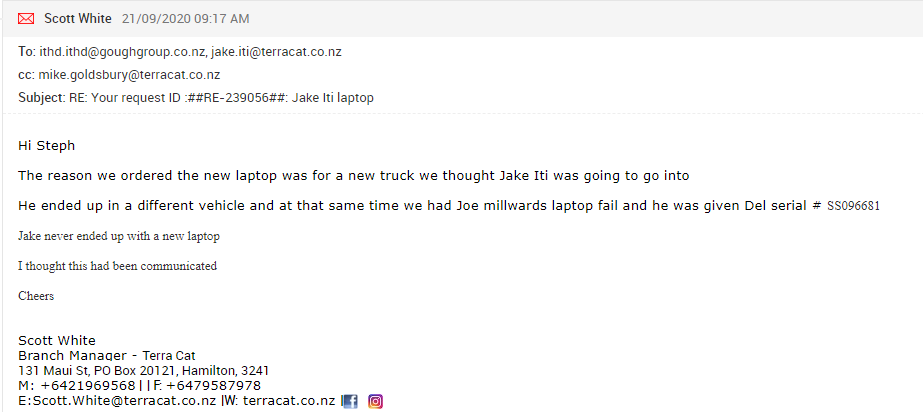 Scott White 21/09/2020 09:17 AM
To: ithd.ithd@goughgroup.co.nz, jake.iti@terracat.co.nz
cc: mike.goldsbury@terracat.co.nz
Subject: RE: Your request ID :##RE-239056##: Jake Iti laptop
Hi Steph
The reason we ordered the new laptop was for a new truck we thought Jake Iti was going to go into
He ended up in a different vehicle and at that same time we had Joe millwards laptop fail and he was given Del serial # SS096681
Jake never ended up with a new laptop
I thought this had been communicated
Cheers
Scott White
Branch Manager - Terra Cat
131 Maui St, PO Box 20121, Hamilton, 3241
M: +6421969568 | | F: +6479587978
E:Scott.White@terracat.co.nz |W: terracat.co.nz